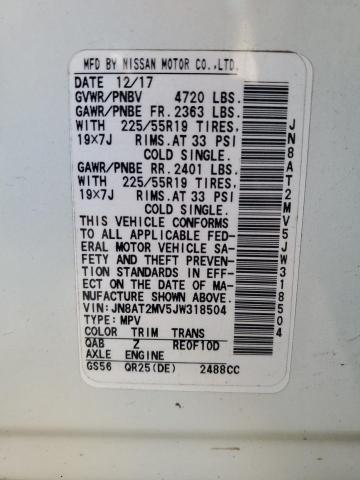 MFD BY NISSAN MOTOR CO.,LTD.
DATE 12/17
GVWR/PNBV 4720 LBS.
GAWR/PNBE FR. 2363 LBS.
WITH 225/55R19 TIRES,
19X7J RIMS AT 33 PSI
COLD SINGLE.
GAWR/PNBE RR. 2401 LBS.
WITH 225/55R19 TIRES,
19X7J RIMS AT 33 PSI
COLD SINGLE.
THIS VEHICLE CONFORMS
TO ALL APPLICABLE FED-
ERAL MOTOR VEHICLE SA-
FETY AND THEFT PREVEN-
TION STANDARDS IN EFF-
ECT ON THE DATE OF MA-
NUFACTURE SHOWN ABOVE.
VIN:JN8AT2MV5JW318504
TYPE: MPV
COLOR TRIM TRANS
QAB Z RE0F10D
AXLE ENGINE
GS56 QR25(DE) 2488CC
JN8AT2MV5JW318504